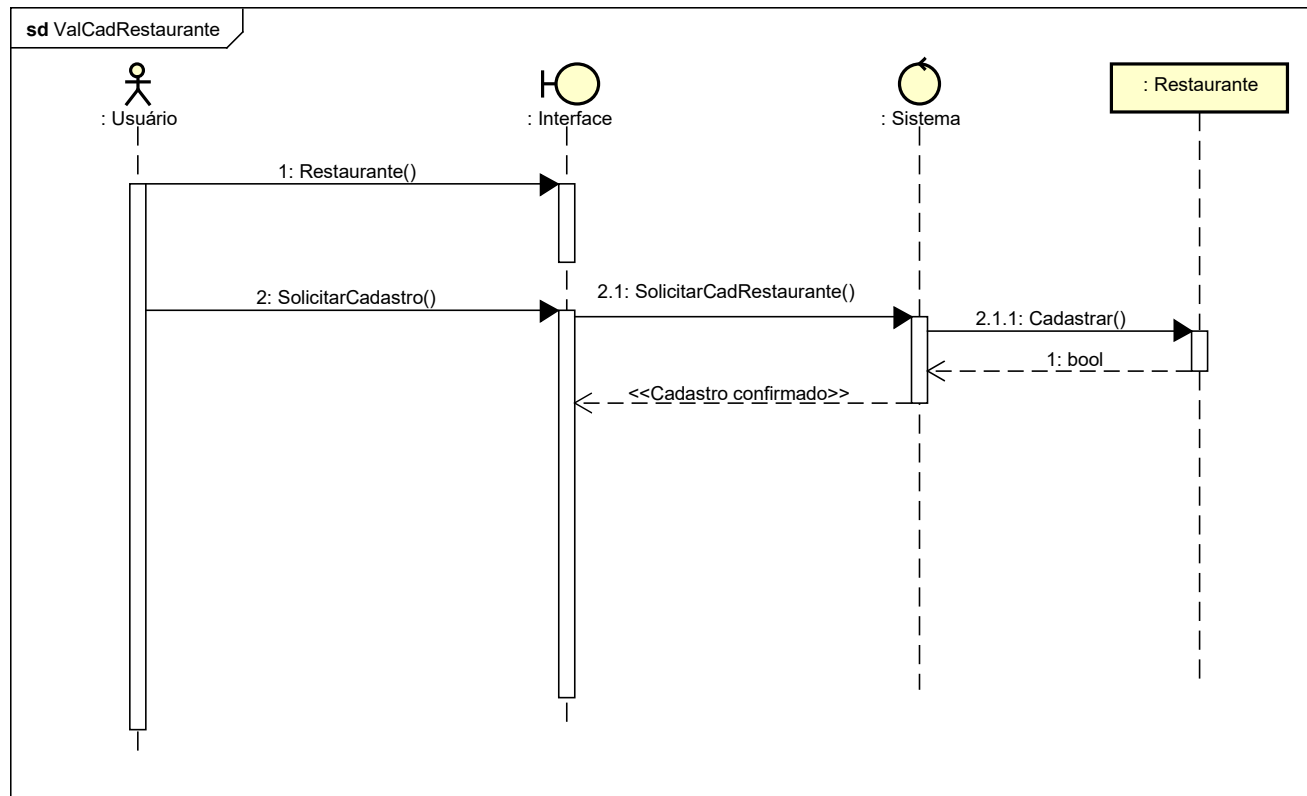 sd ValCadRestaurante
: Usuário
: Interface
: Sistema
: Restaurante
1: Restaurante()
2: SolicitarCadastro()
2.1: SolicitarCadRestaurante()
2.1.1: Cadastrar()
1: bool
<<Cadastro confirmado>>